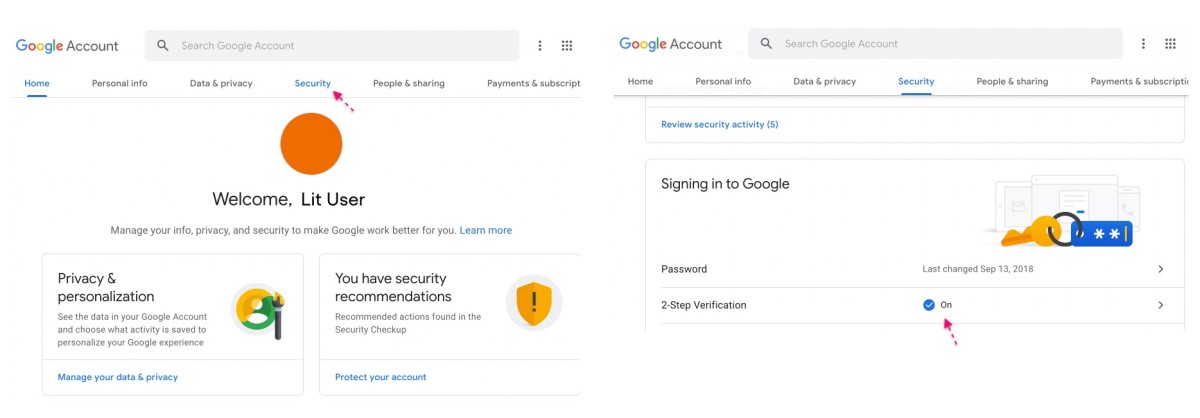 Google Account
Search Google Account
Home Personal info Data & privacy Security People & sharing Payments & subscript
Welcome, Lit User
Manage your info, privacy, and security to make Google work better for you. Learn more
Privacy &
personalization
See the data in your Google Account
and choose what activity is saved to
personalize your Google experience
Manage your data & privacy
You have security
recommendations
Recommended actions found in the
Security Checkup
Protect your account
Google Account
Search Google Account
Home Personal info Data & privacy Security People & sharing Payments & subscriptio
Review security activity (5)
Signing in to Google
**
Password Last changed Sep 13, 2018
2-Step Verification On